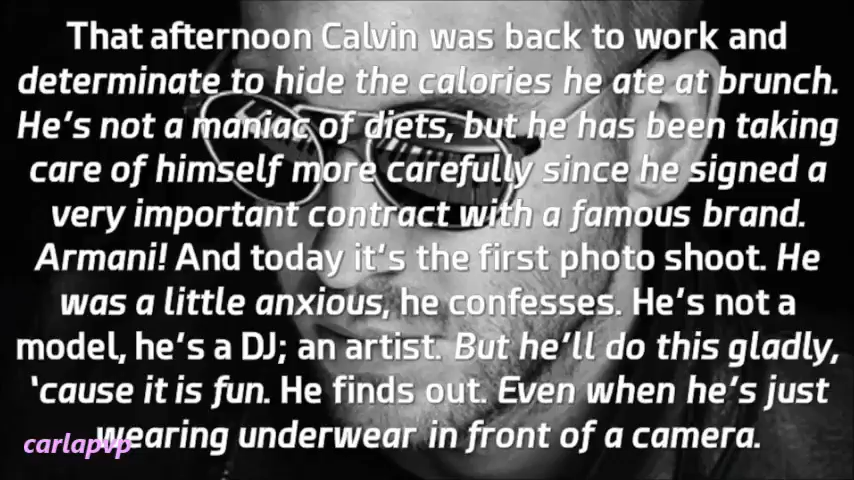 That afternoon Calvin was back to work and
determinate to hide the calories he ate at brunch.
He's not a maniac of diets, but he has been taking
care of himself more carefully since he signed a
very important contract with a famous brand.
Armani! And today it's the first photo shoot. He
was a little anxious, he confesses. He's not a
model, he's a DJ; an artist. But he'll do this gladly,
‘cause it is fun. He finds out. Even when he's just
wearing underwear in front of a camera.
carlapvp